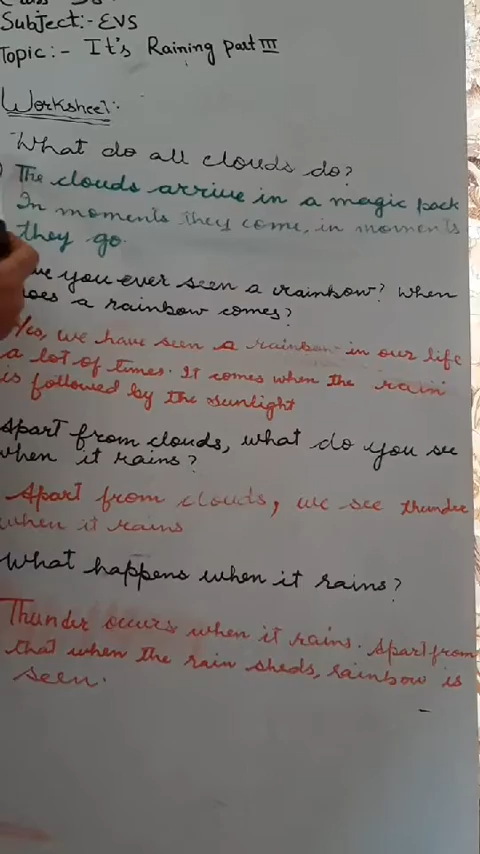 Subject:- EVS
Topic:- It's Raining part III
Worksheet:-
What do all clouds do?
The clouds arrive in a magic pack
In moments they come, in moments
they go.
you ever seen a rainbow? When
does a rainbow comes?
Yes, we have seen a rainbow in our life
a lot of times. It comes when the rain
is followed by the sunlight
Apart from clouds, what do you see
when it rains?
Apart from clouds, we see thunder
when it rains
What happens when it rains?
Thunder occurs when it rains. Apart from
that when the rain sheds, rainbow is
seen.